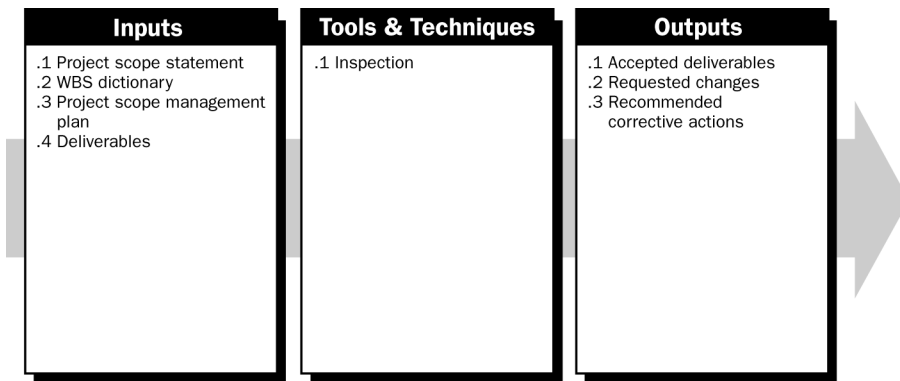 Inputs
.1 Project scope statement
.2 WBS dictionary
.3 Project scope management
plan
.4 Deliverables
Tools & Techniques
.1 Inspection
Outputs
.1 Accepted deliverables
.2 Requested changes
.3 Recommended
corrective actions